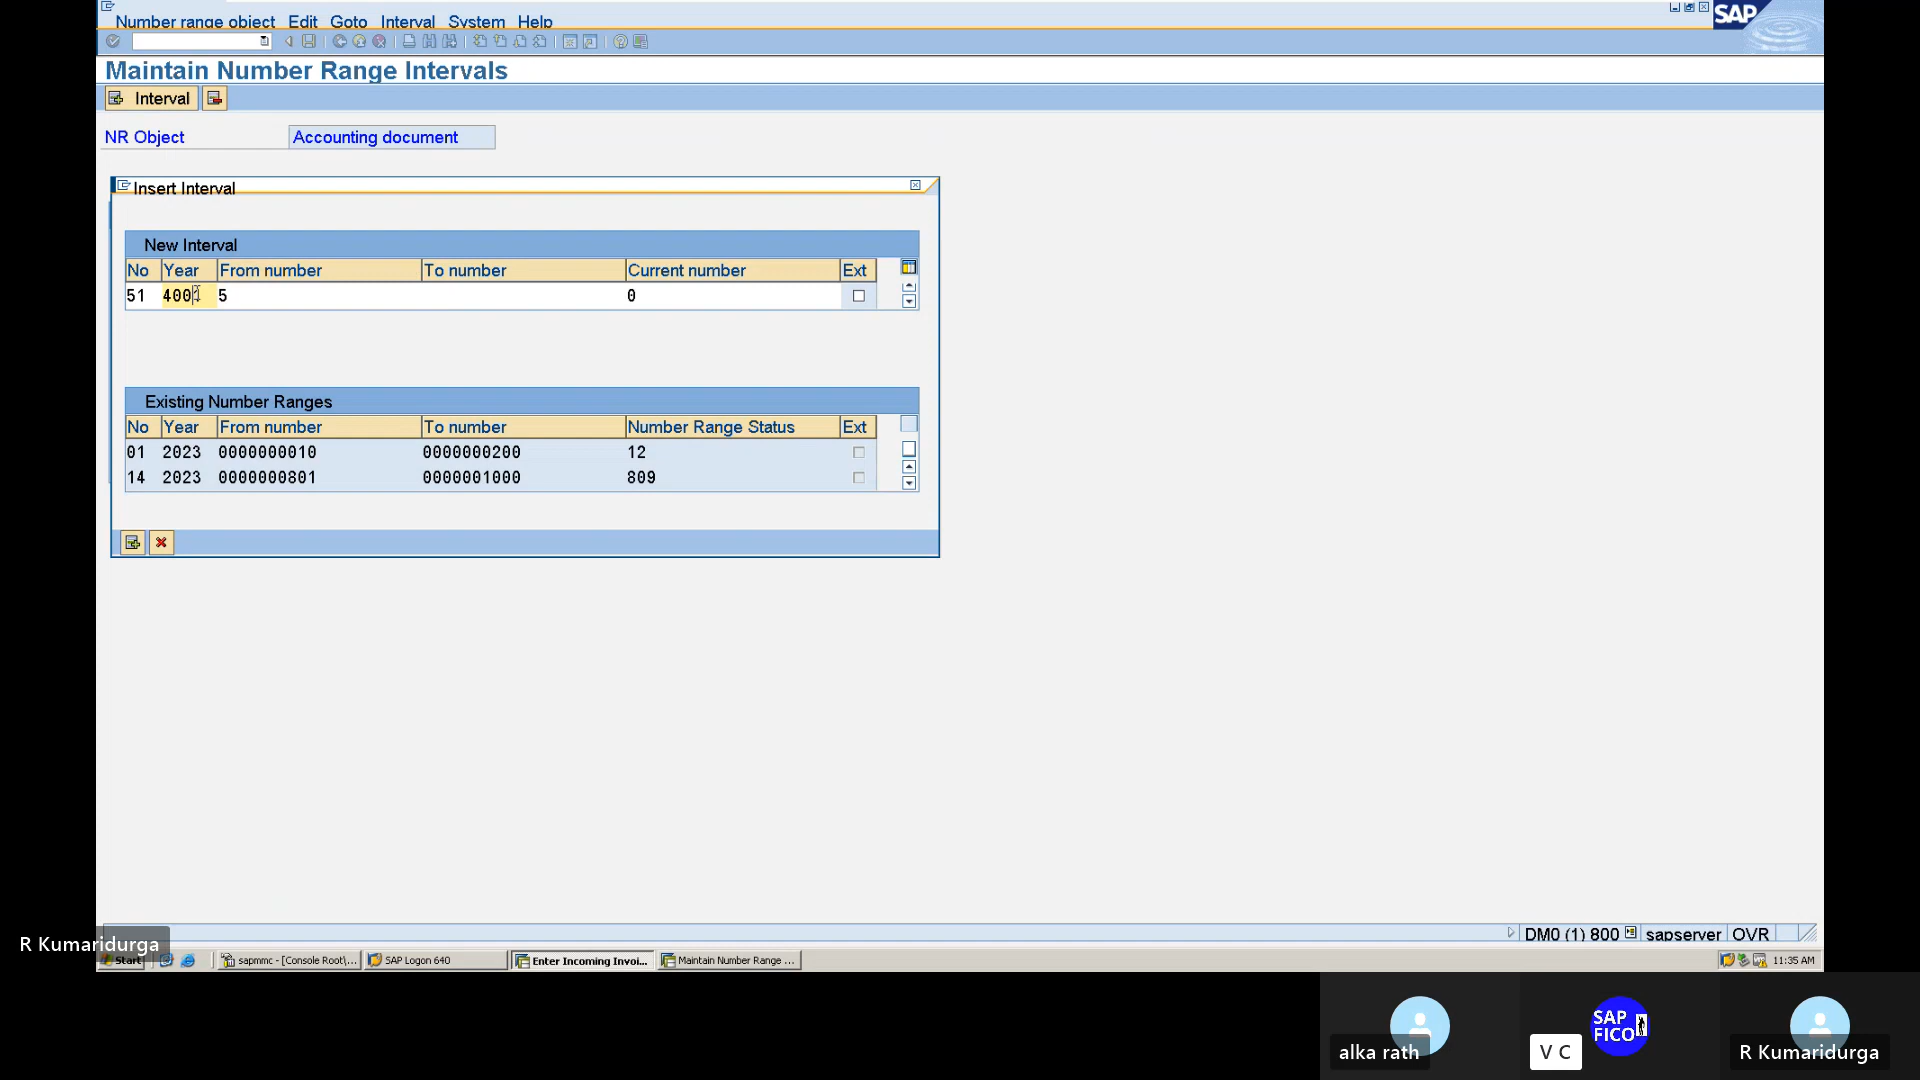 Number range object Edit Goto Interval System Help
SAP
Maintain Number Range Intervals
Interval
NR Object Accounting document
Insert Interval
New Interval
No Year From number To number Current number Ext
51 400 5 0
Existing Number Ranges
No Year From number To number Number Range Status Ext
01 2023 0000000010 0000000200 12
14 2023 0000000801 0000001000 809
DM0 (1) 800 sapserver OVR
R Kumaridurga
Start sapmmc - [Console Root\... SAP Logon 640 Enter Incoming Invoi... Maintain Number Range ... 11:35 AM
SAP
FICO
alka rath V C R Kumaridurga